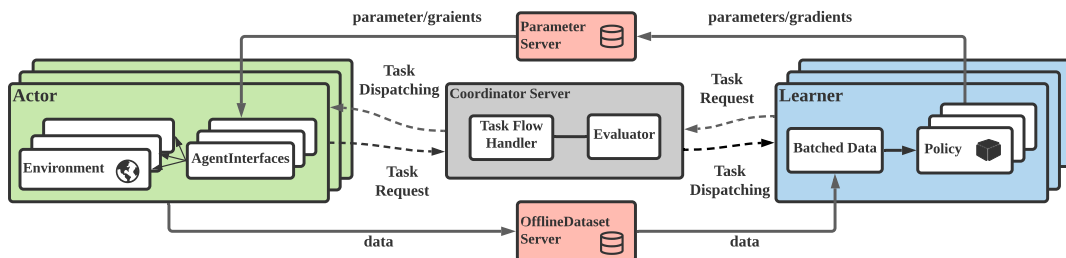 parameter/graients
Parameter
Server
parameters/gradients
Actor
Task
Dispatching
Coordinator Server
Task
Request
Learner
Environment
AgentInterfaces
Task Flow
Handler
Evaluator
Batched Data
Policy
Task
Request
Task
Dispatching
OfflineDataset
Server
data
data